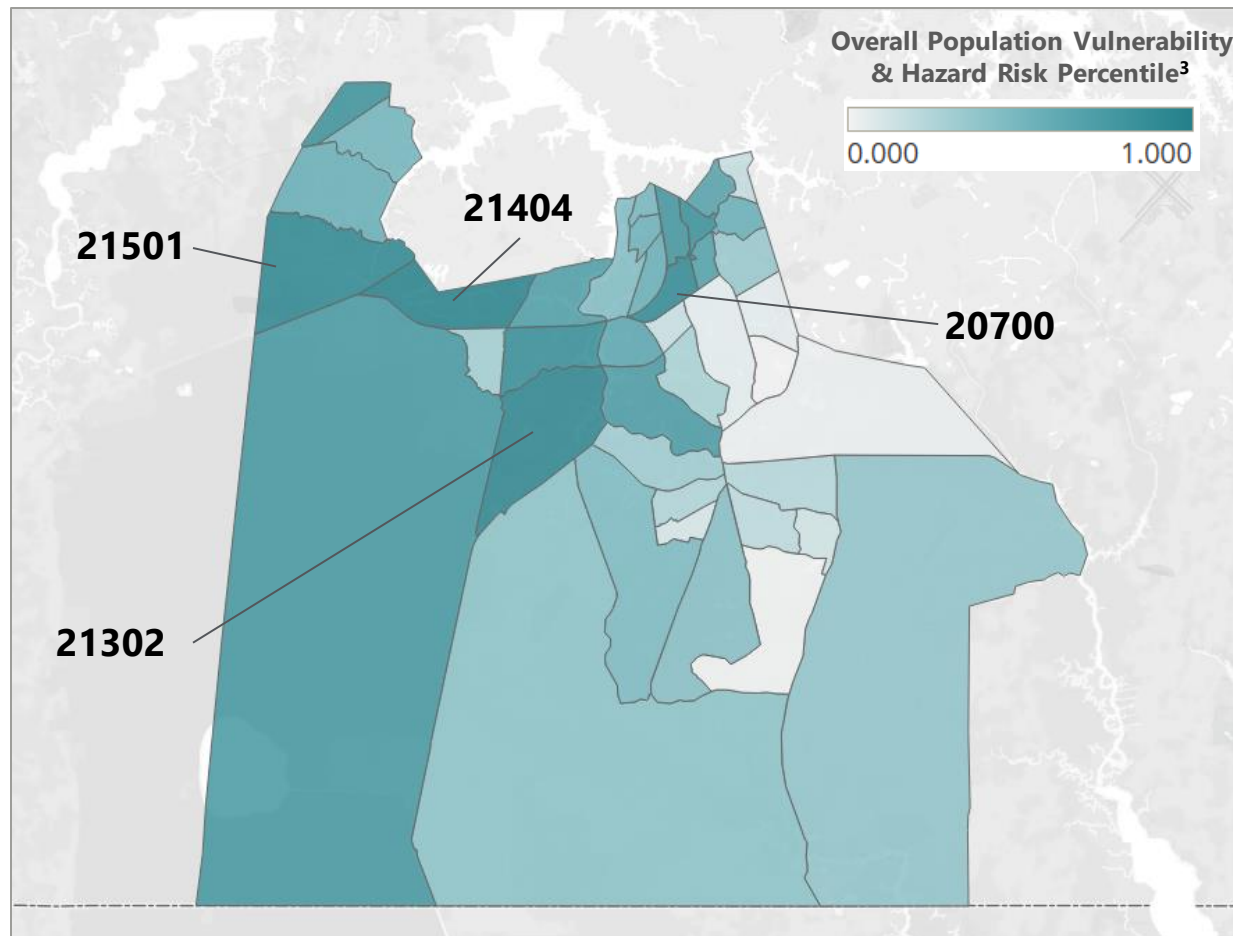 Overall Population Vulnerability
& Hazard Risk Percentile³
0.000 1.000
21404
21501
20700
21302